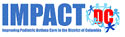 IMPACT DC
Improving Pediatric Asthma Care in the District of Columbia